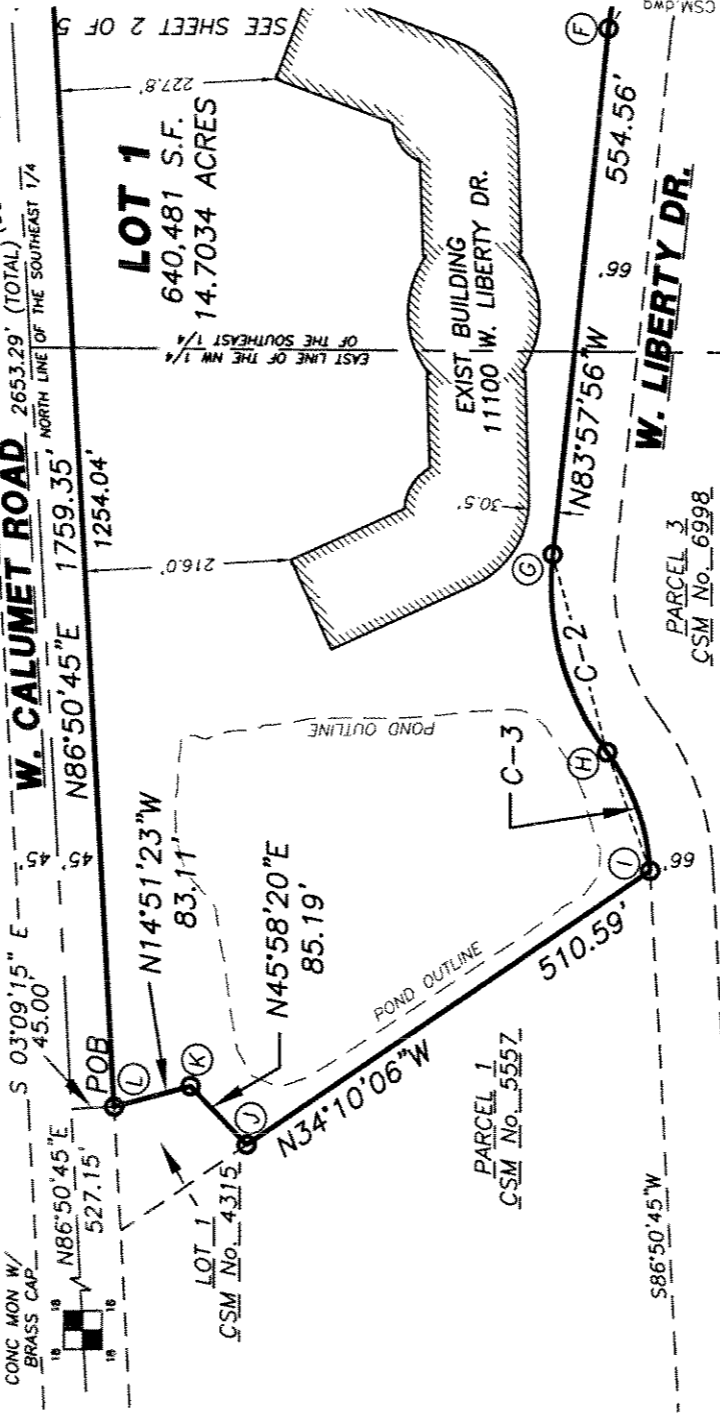 CONC MON W/
BRASS CAP
18 18
18 18
N86°50'45"E
527.15'
S 03°09'15" E
45.00'
W. CALUMET ROAD
2653.29' (TOTAL)
NORTH LINE OF THE SOUTHEAST 1/4
N86°50'45"E 1759.35'
1254.04'
45'
45'
POB
L
N14°51'23"W
83.11'
K
N45°58'20"E
85.19'
J
LOT 1
CSM No. 4315
N34°10'06"W
510.59'
PARCEL 1
CSM No. 5557
POND OUTLINE
POND OUTLINE
216.0'
227.8'
SEE SHEET 2 OF 5
LOT 1
640,481 S.F.
14.7034 ACRES
EAST LINE OF THE NW 1/4
OF THE SOUTHEAST 1/4
EXIST BUILDING
11100 W. LIBERTY DR.
30.5'
C-3
C-2
G
H
I
F
N83°57'56"W
554.56'
66'
66'
W. LIBERTY DR.
PARCEL 3
CSM No. 6998
S86°50'45"W
CSM.dwg